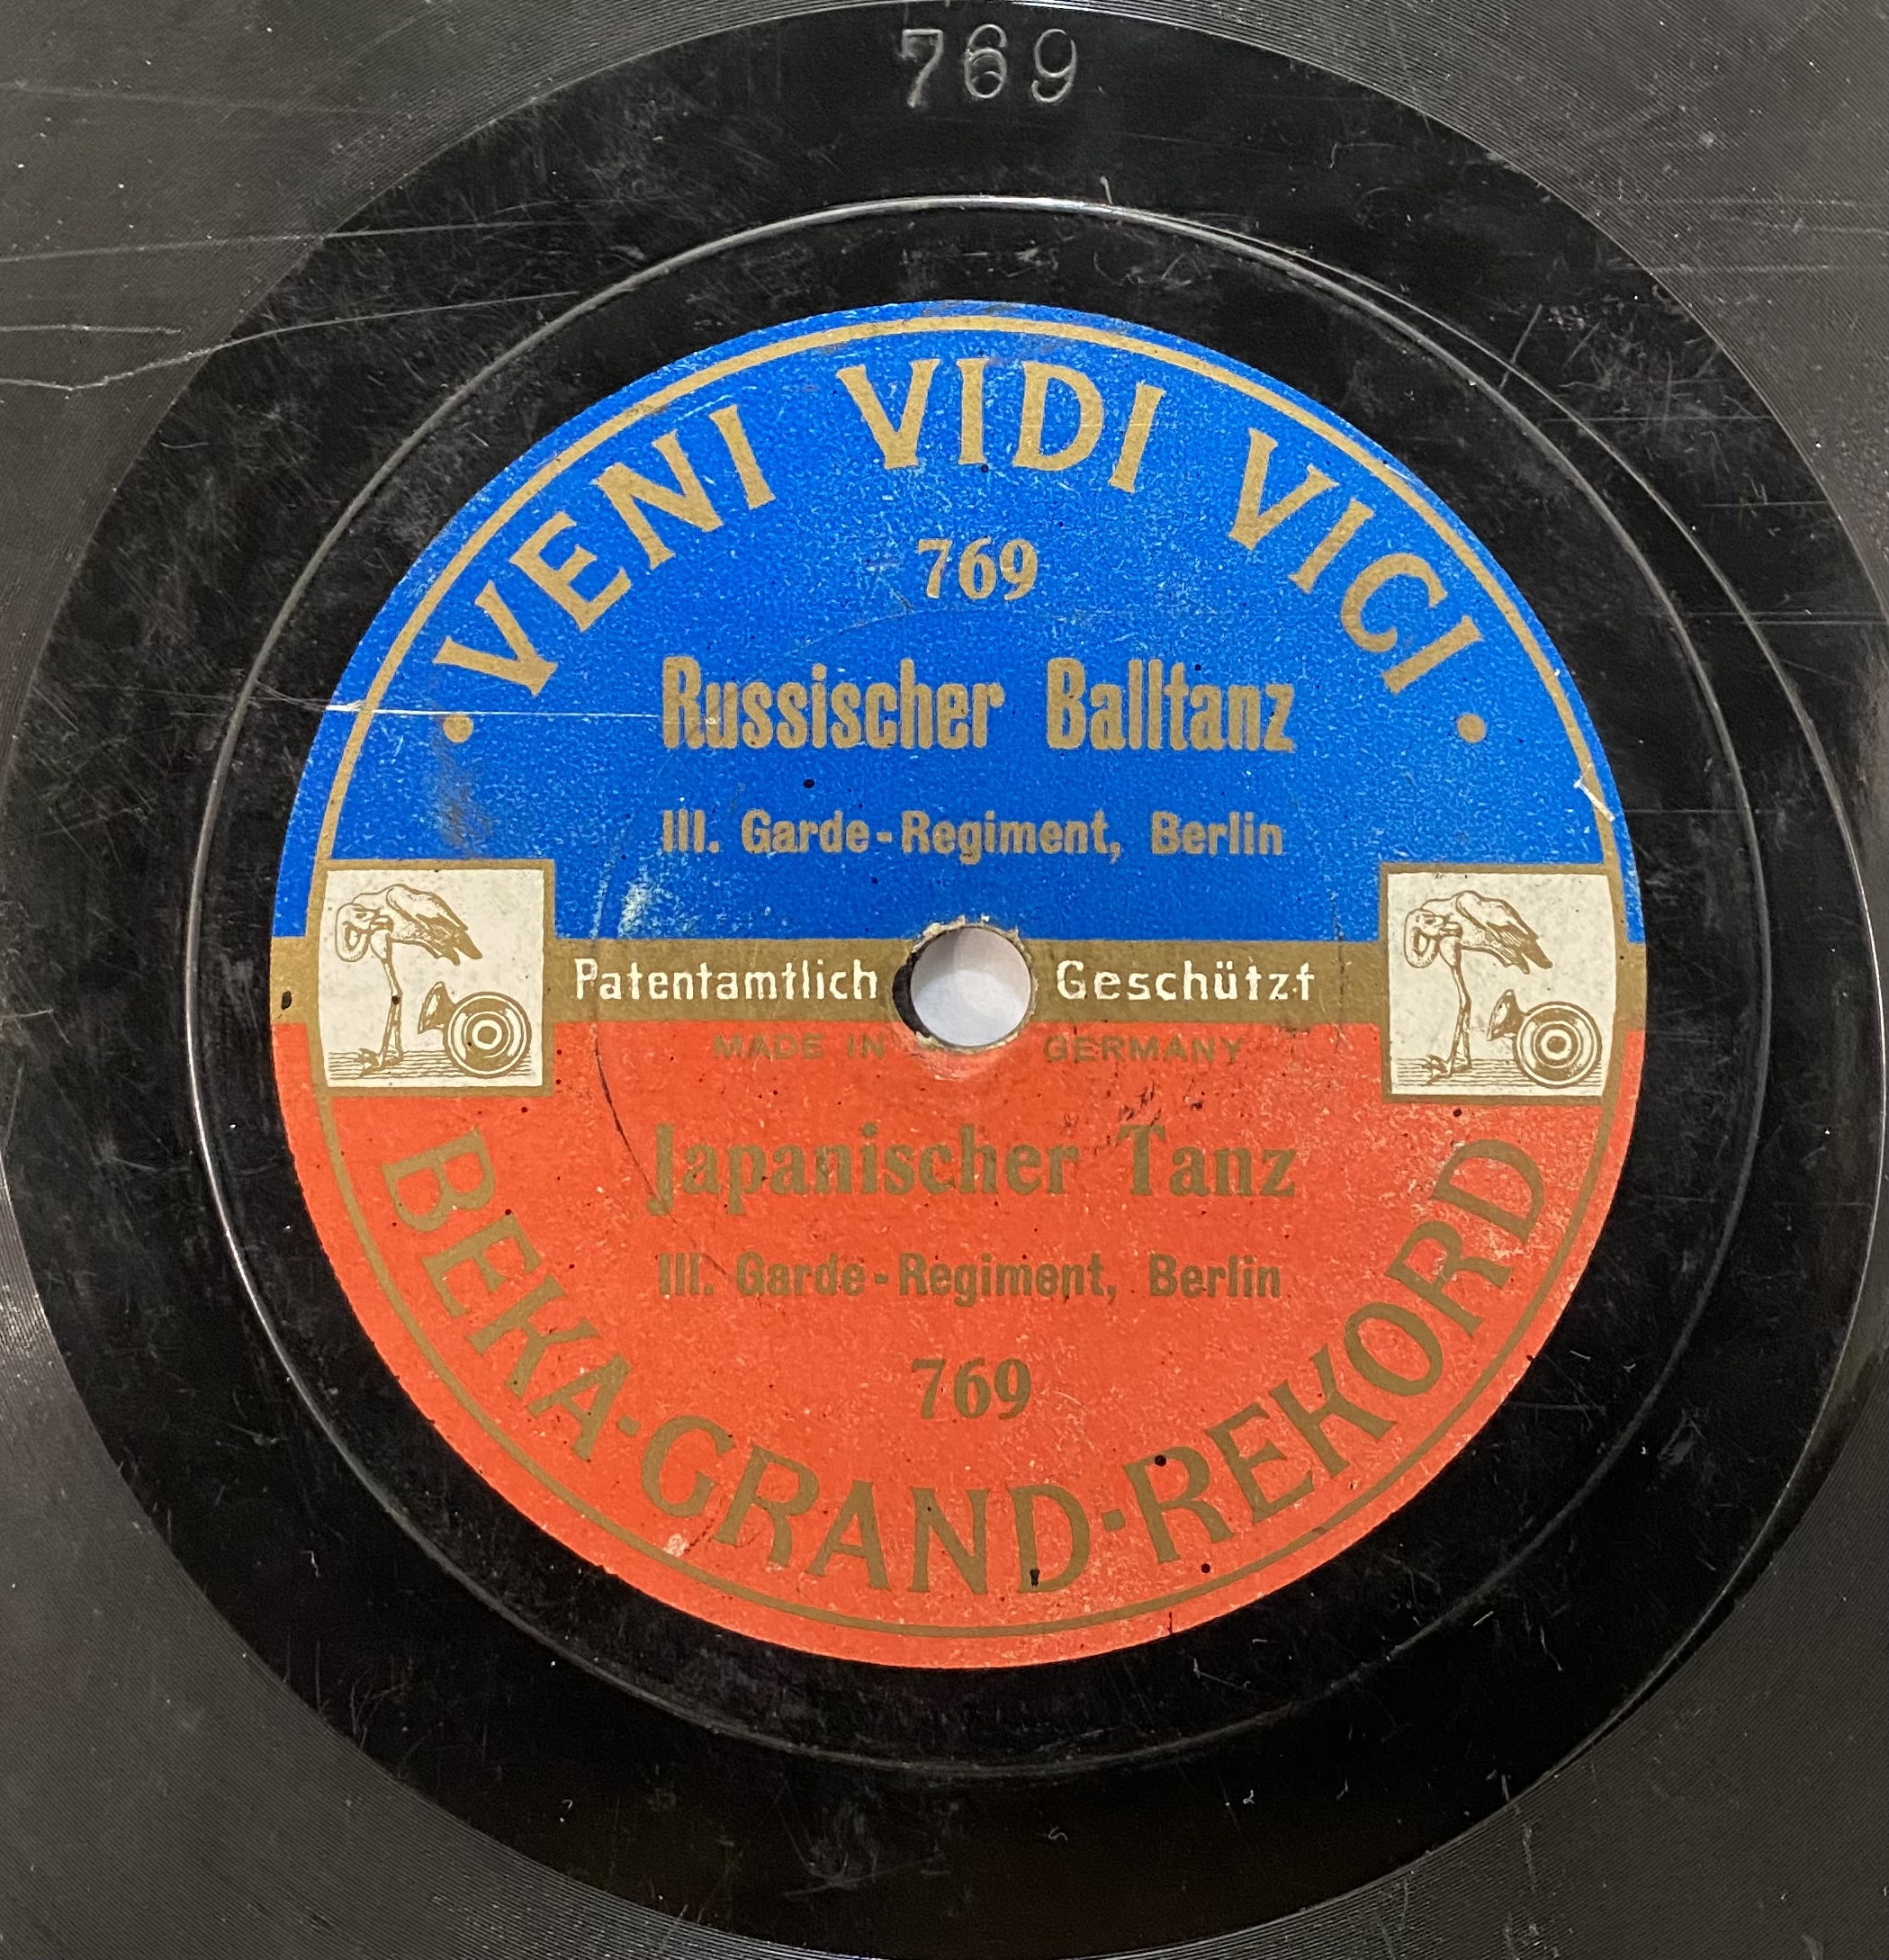 769
VENI VIDI VICI
769
Russischer Balltanz
III. Garde-Regiment, Berlin
Patentamtlich Geschützt
MADE IN GERMANY
Japanischer Tanz
III. Garde-Regiment, Berlin
769
BEKA-GRAND-REKORD